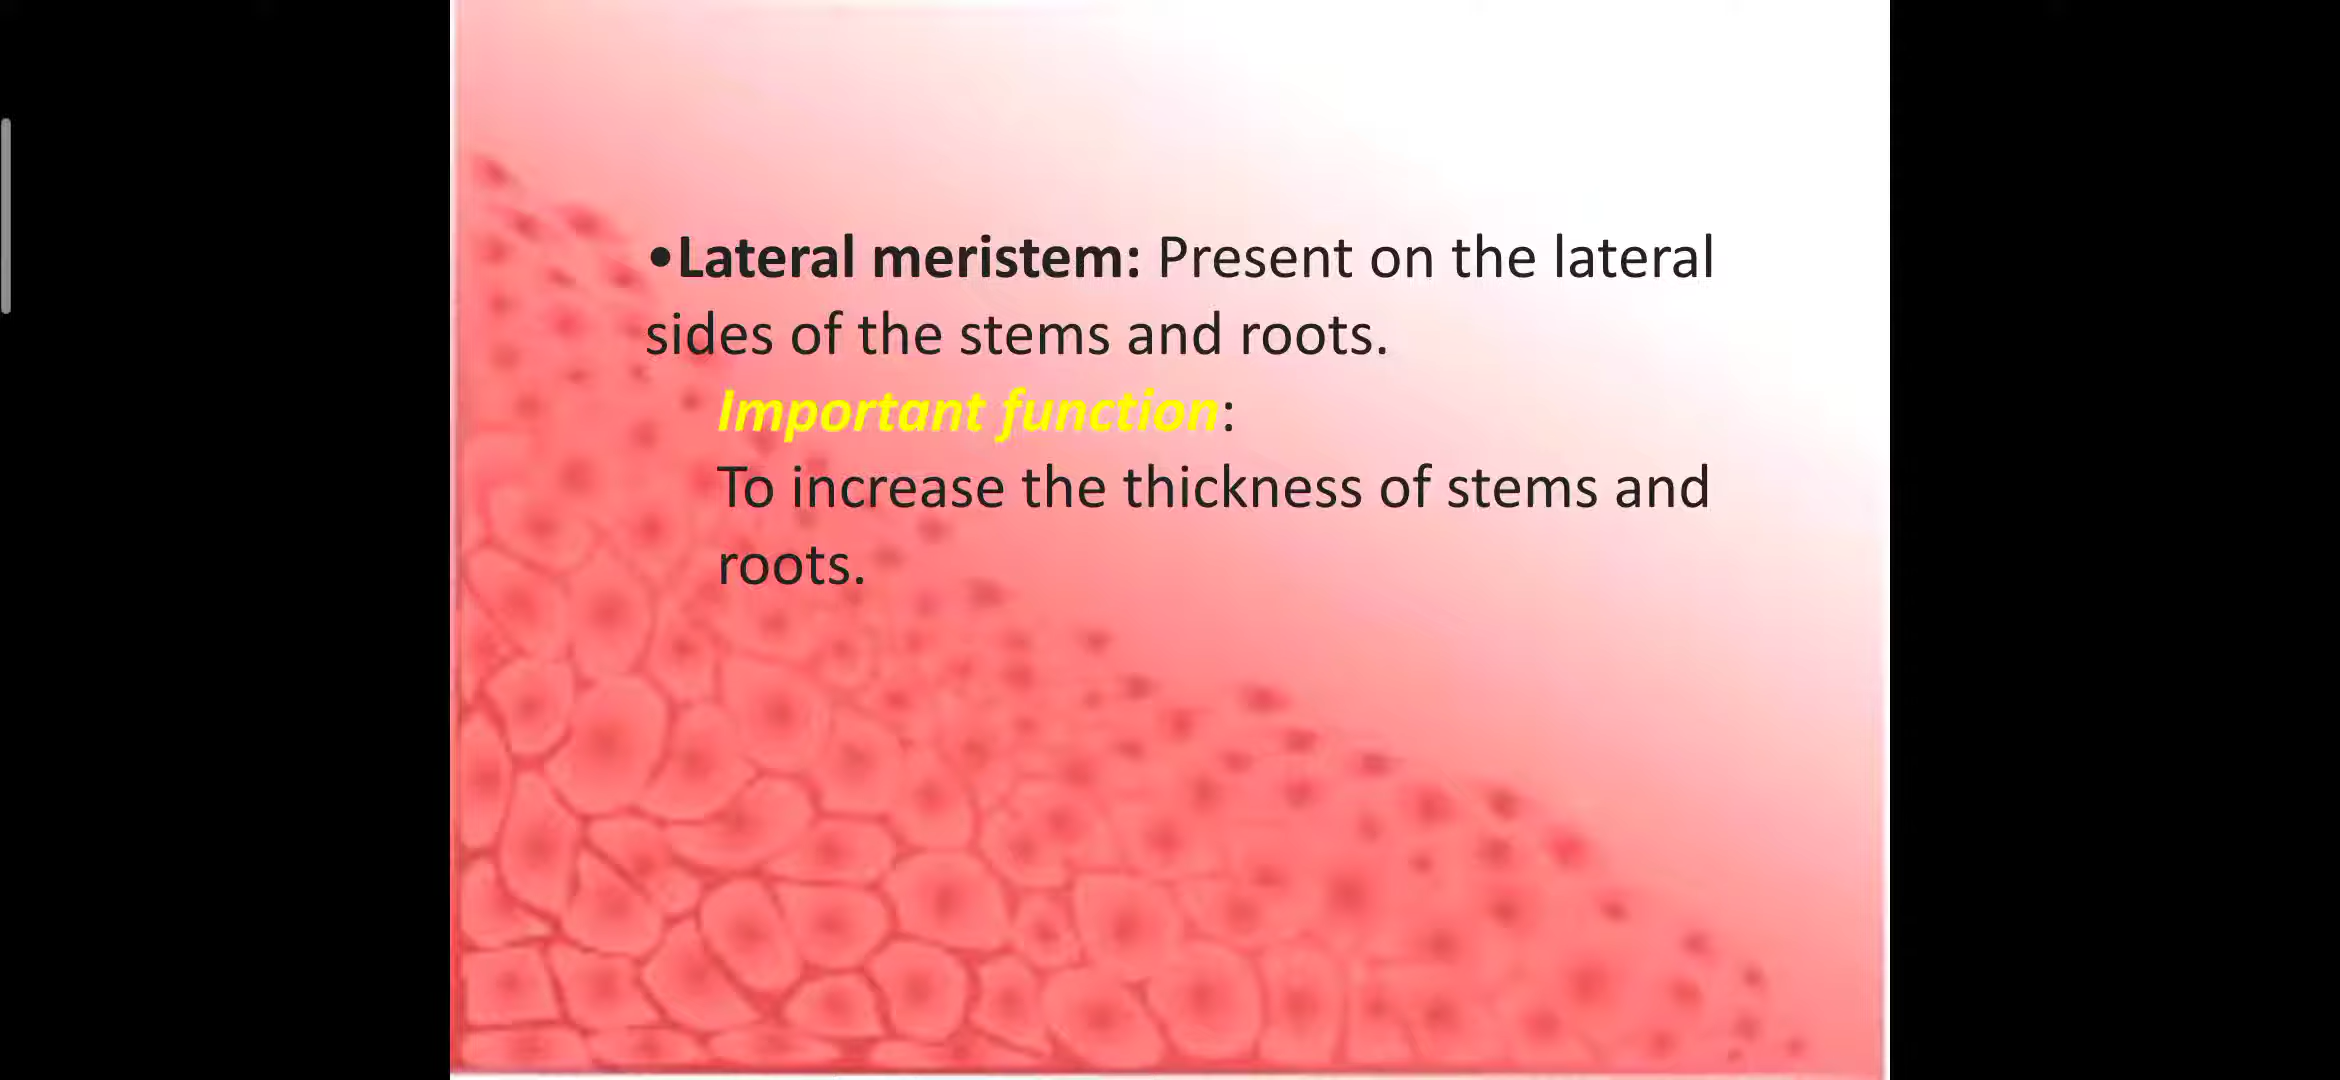 •Lateral meristem: Present on the lateral
sides of the stems and roots.
Important function:
To increase the thickness of stems and
roots.